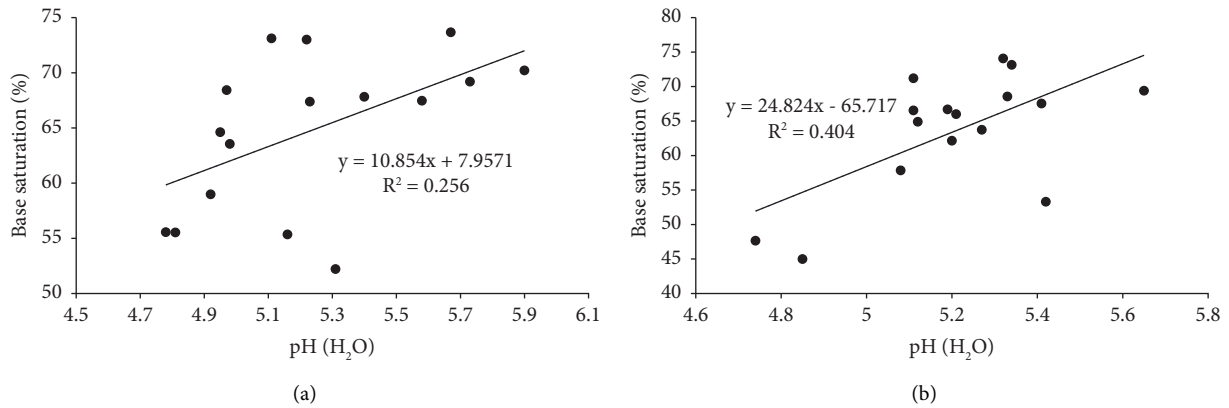 75
70
65
60
55
50
Base saturation (%)
y = 10.854x + 7.9571
R² = 0.256
4.5 4.7 4.9 5.1 5.3 5.5 5.7 5.9 6.1
pH (H₂O)
(a)
80
75
70
65
60
55
50
45
40
Base saturation (%)
y = 24.824x - 65.717
R² = 0.404
4.6 4.8 5 5.2 5.4 5.6 5.8
pH (H₂O)
(b)